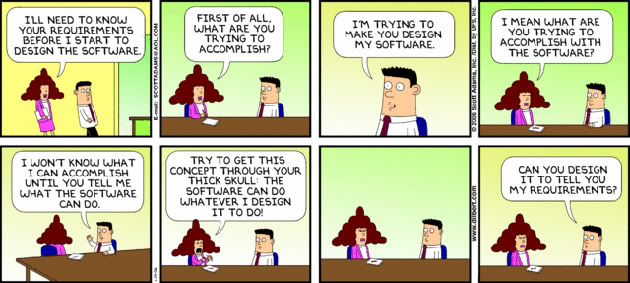 I'LL NEED TO KNOW
YOUR REQUIREMENTS
BEFORE I START TO
DESIGN THE SOFTWARE.
E-mail: SCOTTADAMS@AOL.COM
FIRST OF ALL,
WHAT ARE YOU
TRYING TO
ACCOMPLISH?
I'M TRYING TO
MAKE YOU DESIGN
MY SOFTWARE.
© 2006 Scott Adams, Inc./Dist. by UFS, Inc.
I MEAN WHAT ARE
YOU TRYING TO
ACCOMPLISH WITH
THE SOFTWARE?
I WON'T KNOW WHAT
I CAN ACCOMPLISH
UNTIL YOU TELL ME
WHAT THE SOFTWARE
CAN DO.
TRY TO GET THIS
CONCEPT THROUGH YOUR
THICK SKULL: THE
SOFTWARE CAN DO
WHATEVER I DESIGN
IT TO DO!
www.dilbert.com
CAN YOU DESIGN
IT TO TELL YOU
MY REQUIREMENTS?